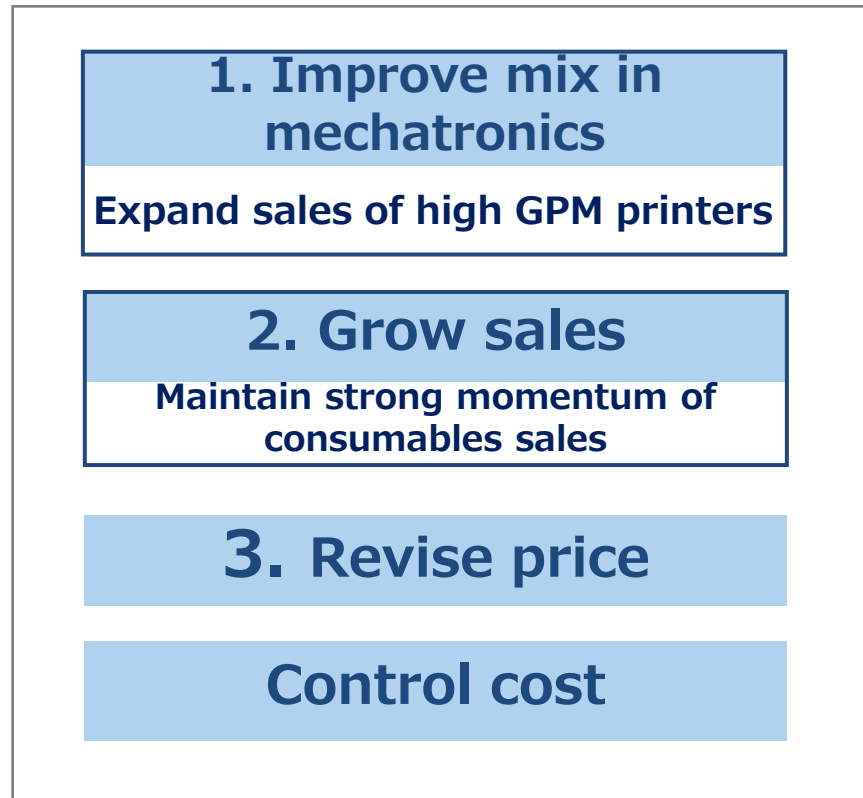 1. Improve mix in
mechatronics
Expand sales of high GPM printers
2. Grow sales
Maintain strong momentum of
consumables sales
3. Revise price
Control cost